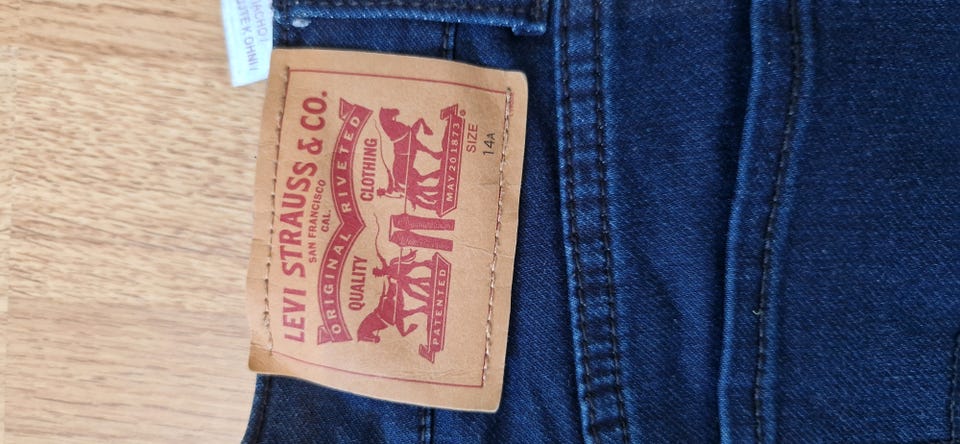 LEVI STRAUSS & CO.
SAN FRANCISCO
CAL.
ORIGINAL RIVETED
QUALITY CLOTHING
PATENTED MAY 20 1873
®
SIZE
14A